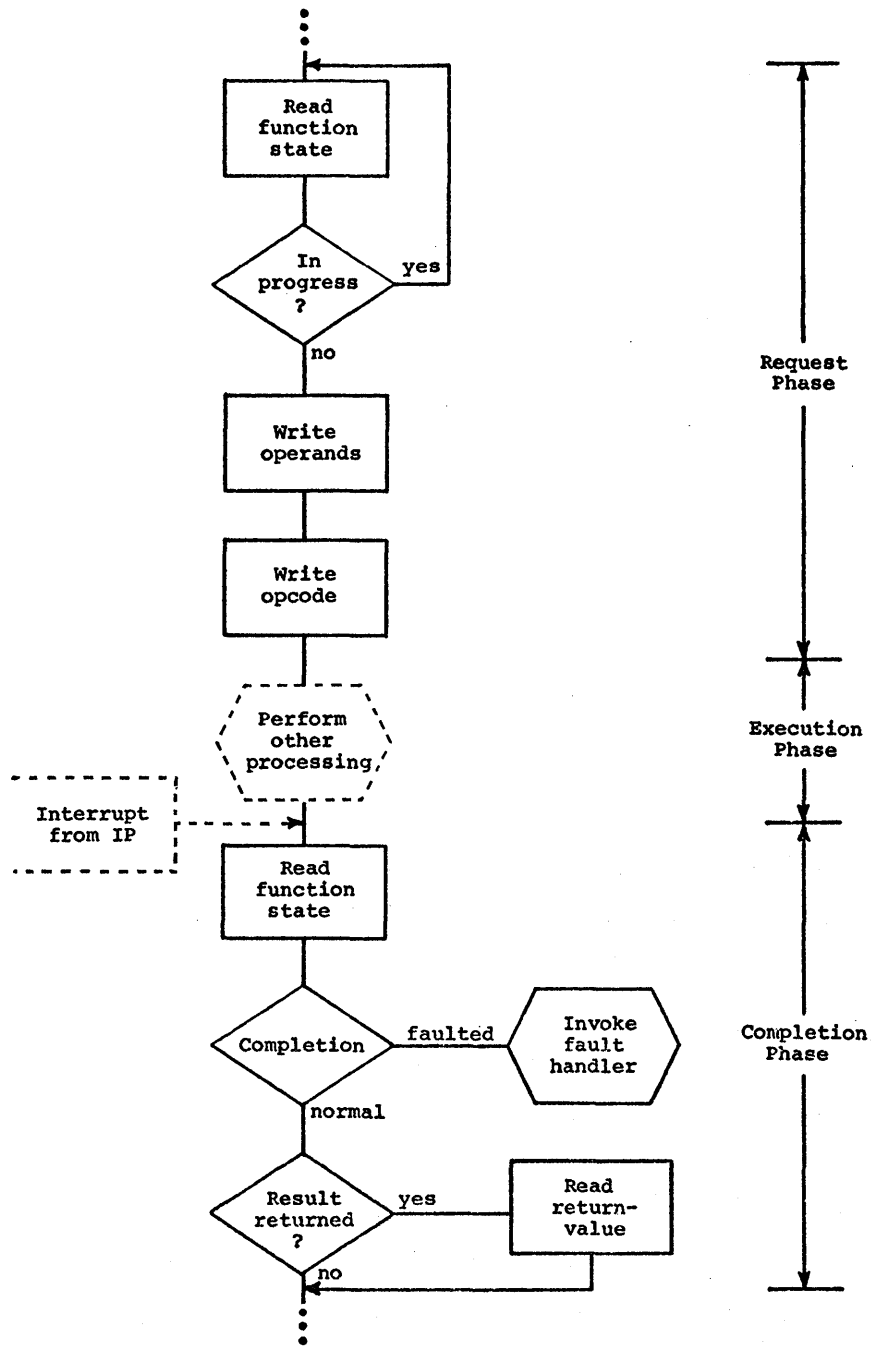 Read
function
state
In
progress
?
yes
no
Write
operands
Write
opcode
Perform
other
processing
Interrupt
from IP
Read
function
state
Completion
faulted
Invoke
fault
handler
normal
Result
returned
?
yes
Read
return-
value
no
Request
Phase
Execution
Phase
Completion
Phase